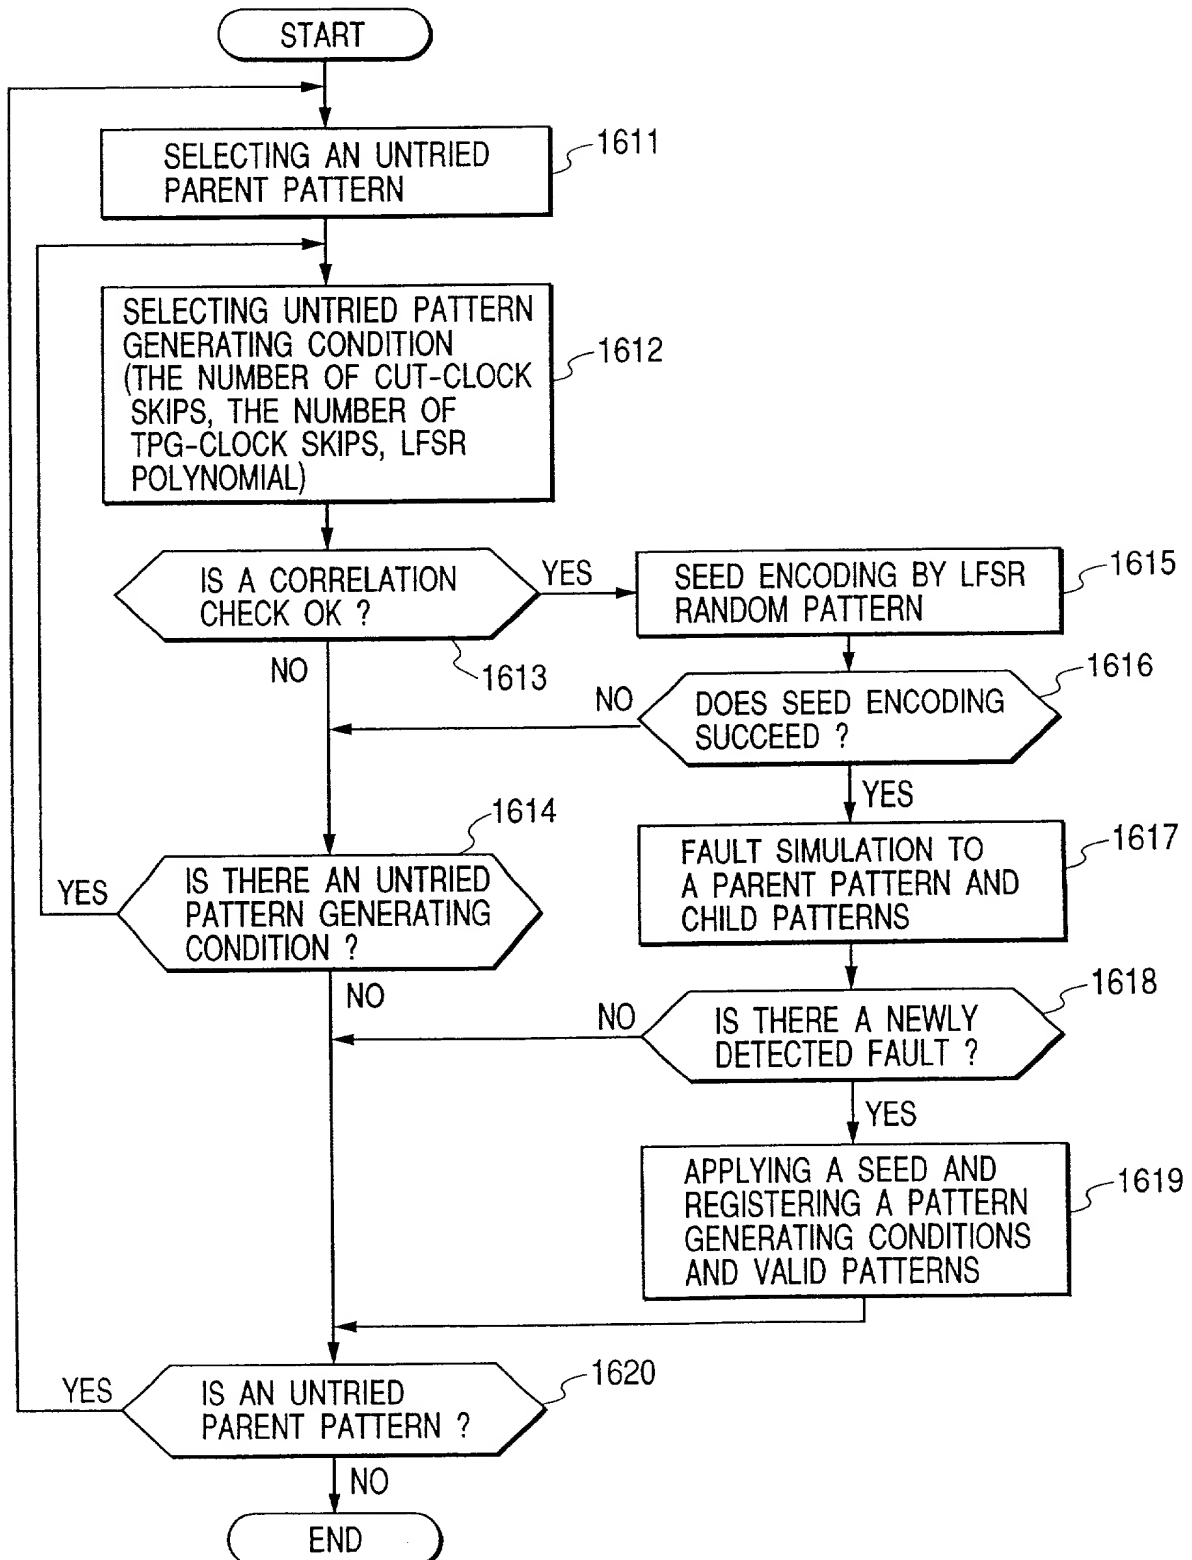 START
SELECTING AN UNTRIED
PARENT PATTERN
1611
SELECTING UNTRIED PATTERN
GENERATING CONDITION
(THE NUMBER OF CUT-CLOCK
SKIPS, THE NUMBER OF
TPG-CLOCK SKIPS, LFSR
POLYNOMIAL)
1612
IS A CORRELATION
CHECK OK ?
1613
YES
NO
SEED ENCODING BY LFSR
RANDOM PATTERN
1615
DOES SEED ENCODING
SUCCEED ?
1616
NO
YES
IS THERE AN UNTRIED
PATTERN GENERATING
CONDITION ?
1614
YES
NO
FAULT SIMULATION TO
A PARENT PATTERN AND
CHILD PATTERNS
1617
IS THERE A NEWLY
DETECTED FAULT ?
1618
NO
YES
APPLYING A SEED AND
REGISTERING A PATTERN
GENERATING CONDITIONS
AND VALID PATTERNS
1619
IS AN UNTRIED
PARENT PATTERN ?
1620
YES
NO
END